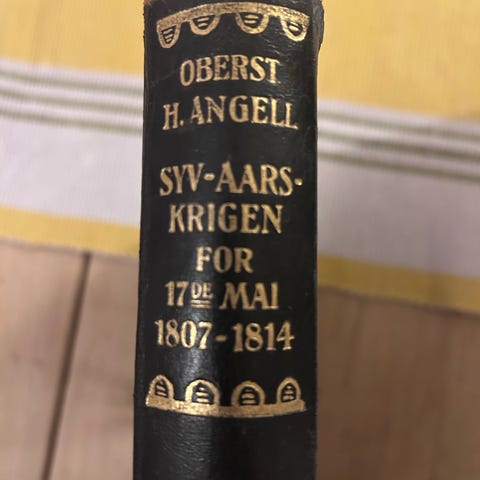 OBERST
H. ANGELL
SYV-AARS-
KRIGEN
FOR
17DE MAI
1807-1814